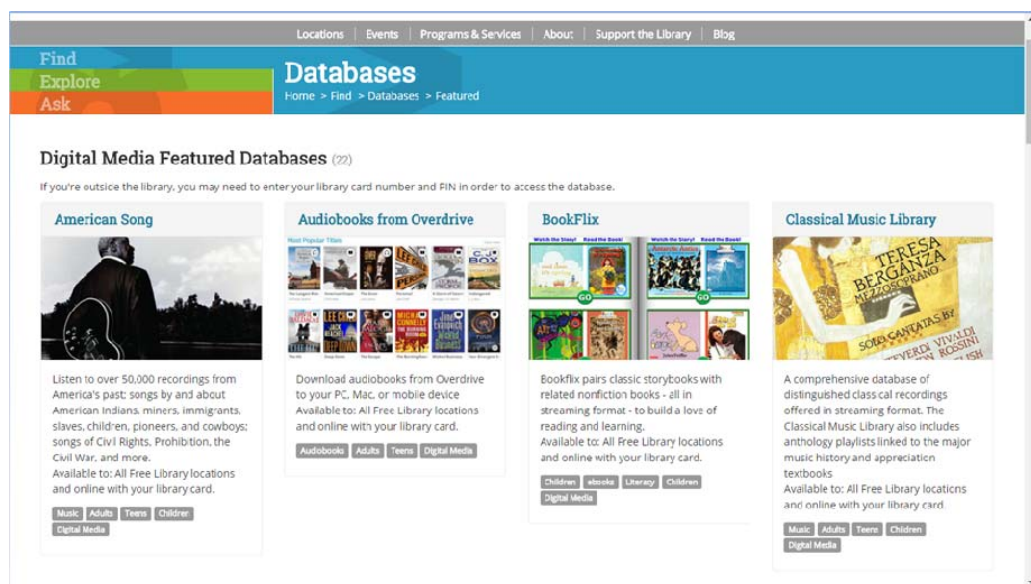 Locations | Events | Programs & Services | About | Support the Library | Blog
Find
Explore
Ask
Databases
Home > Find > Databases > Featured
Digital Media Featured Databases (22)
If you're outside the library, you may need to enter your library card number and PIN in order to access the database.
American Song
Listen to over 50,000 recordings from
America's past; songs by and about
American Indians, miners, immigrants,
slaves, children, pioneers, and cowboys;
songs of Civil Rights, Prohibition, the
Civil War, and more.
Available to: All Free Library locations
and online with your library card.
Music Adults Teens Children
Digital Media
Audiobooks from Overdrive
Most Popular Titles
LEE CHILD
C.J. BOX
Download audiobooks from Overdrive
to your PC, Mac, or mobile device
Available to: All Free Library locations
and online with your library card.
Audiobooks Adults Teens Digital Media
BookFlix
Watch the Story! Read the Book! Watch the Story! Read the Book!
GO GO
Bookflix pairs classic storybooks with
related nonfiction books - all in
streaming format - to build a love of
reading and learning.
Available to: All Free Library locations
and online with your library card.
Children ebooks Literacy Children
Digital Media
Classical Music Library
TERESA
BERGANZA
MEZZOSOPRANO
SOLO CANTATAS BY
VIVALDI
ROSSINI
A comprehensive database of
distinguished classical recordings
offered in streaming format. The
Classical Music Library also includes
anthology playlists linked to the major
music history and appreciation
textbooks
Available to: All Free Library locations
and online with your library card.
Music Adults Teens Children
Digital Media